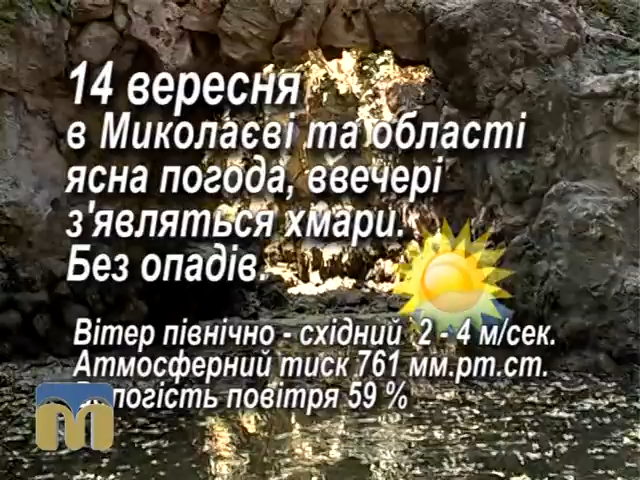 14 вересня
в Миколаєві та області
ясна погода, ввечері
з'являться хмари.
Без опадів.
Вітер північно - східний 2 - 4 м/сек.
Атмосферний тиск 761 мм.рт.ст.
повітря 59 %